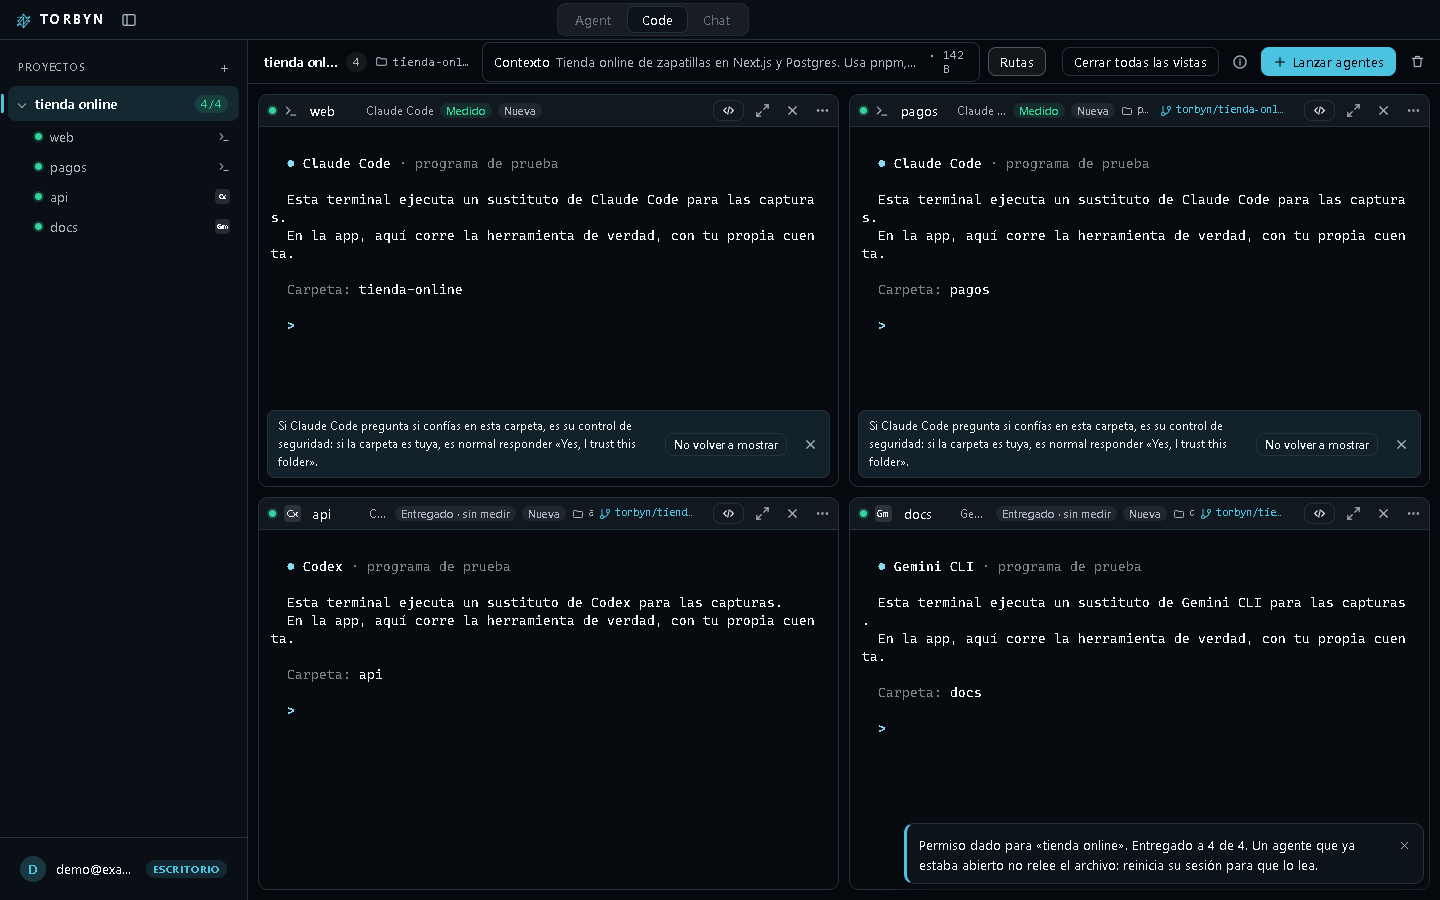 TORBYN
Agent
Code
Chat
PROYECTOS
+
tienda online
4/4
web
pagos
api
Cx
docs
Gm
D
demo@exa...
ESCRITORIO
tienda onl...
4
tienda-onl…
Contexto
Tienda online de zapatillas en Next.js y Postgres. Usa pnpm,...
· 142 B
Rutas
Cerrar todas las vistas
+ Lanzar agentes
web
Claude Code
Medido
Nueva
</>
Claude Code · programa de prueba
Esta terminal ejecuta un sustituto de Claude Code para las captura
s.
En la app, aquí corre la herramienta de verdad, con tu propia cuen
ta.
Carpeta: tienda-online
>
Si Claude Code pregunta si confías en esta carpeta, es su control de
seguridad: si la carpeta es tuya, es normal responder «Yes, I trust this
folder».
No volver a mostrar
pagos
Claude ...
Medido
Nueva
p…
torbyn/tienda-onl…
</>
Claude Code · programa de prueba
Esta terminal ejecuta un sustituto de Claude Code para las captura
s.
En la app, aquí corre la herramienta de verdad, con tu propia cuen
ta.
Carpeta: pagos
>
Si Claude Code pregunta si confías en esta carpeta, es su control de
seguridad: si la carpeta es tuya, es normal responder «Yes, I trust this
folder».
No volver a mostrar
Cx
api
C...
Entregado · sin medir
Nueva
torbyn/tiend…
</>
Codex · programa de prueba
Esta terminal ejecuta un sustituto de Codex para las capturas.
En la app, aquí corre la herramienta de verdad, con tu propia cuen
ta.
Carpeta: api
>
Gm
docs
Ge...
Entregado · sin medir
Nueva
torbyn/tie…
</>
Gemini CLI · programa de prueba
Esta terminal ejecuta un sustituto de Gemini CLI para las capturas
.
En la app, aquí corre la herramienta de verdad, con tu propia cuen
ta.
Carpeta: docs
>
Permiso dado para «tienda online». Entregado a 4 de 4. Un agente que ya
estaba abierto no relee el archivo: reinicia su sesión para que lo lea.